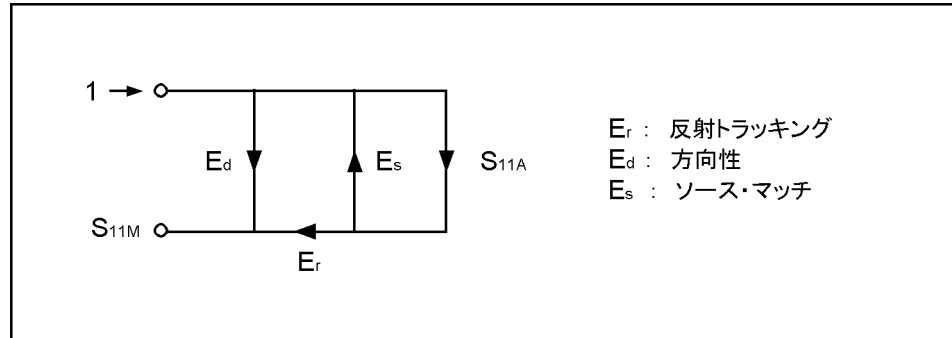 1
Ed
Es
S11A
S11M
Er
Er : 反射トラッキング
Ed : 方向性
Es : ソース・マッチ